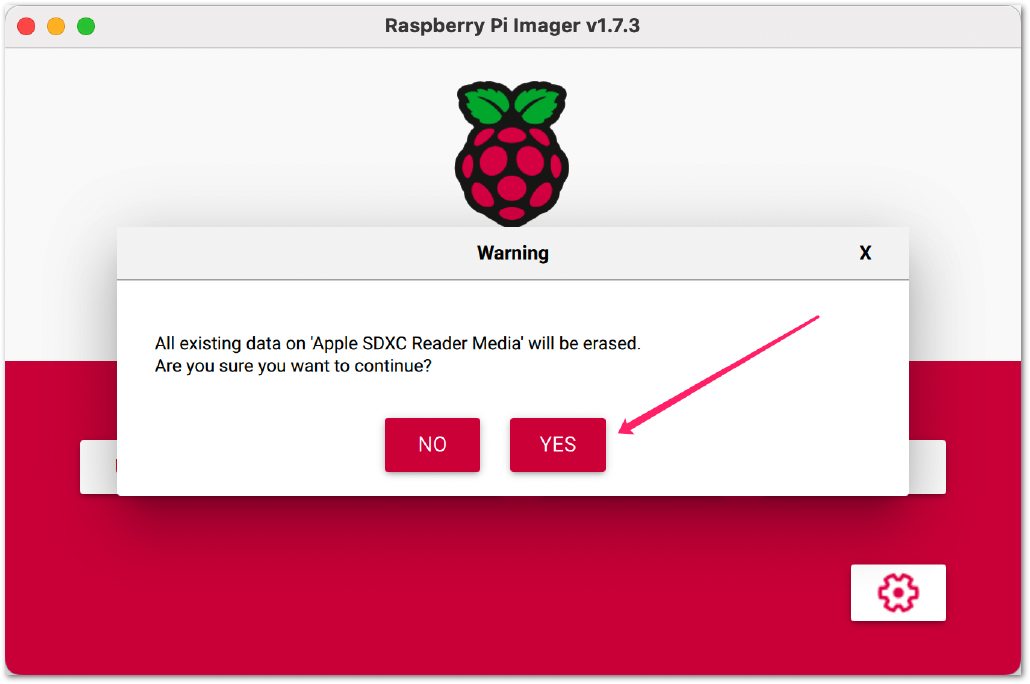 Raspberry Pi Imager v1.7.3
Warning
X
All existing data on 'Apple SDXC Reader Media' will be erased.
Are you sure you want to continue?
NO
YES